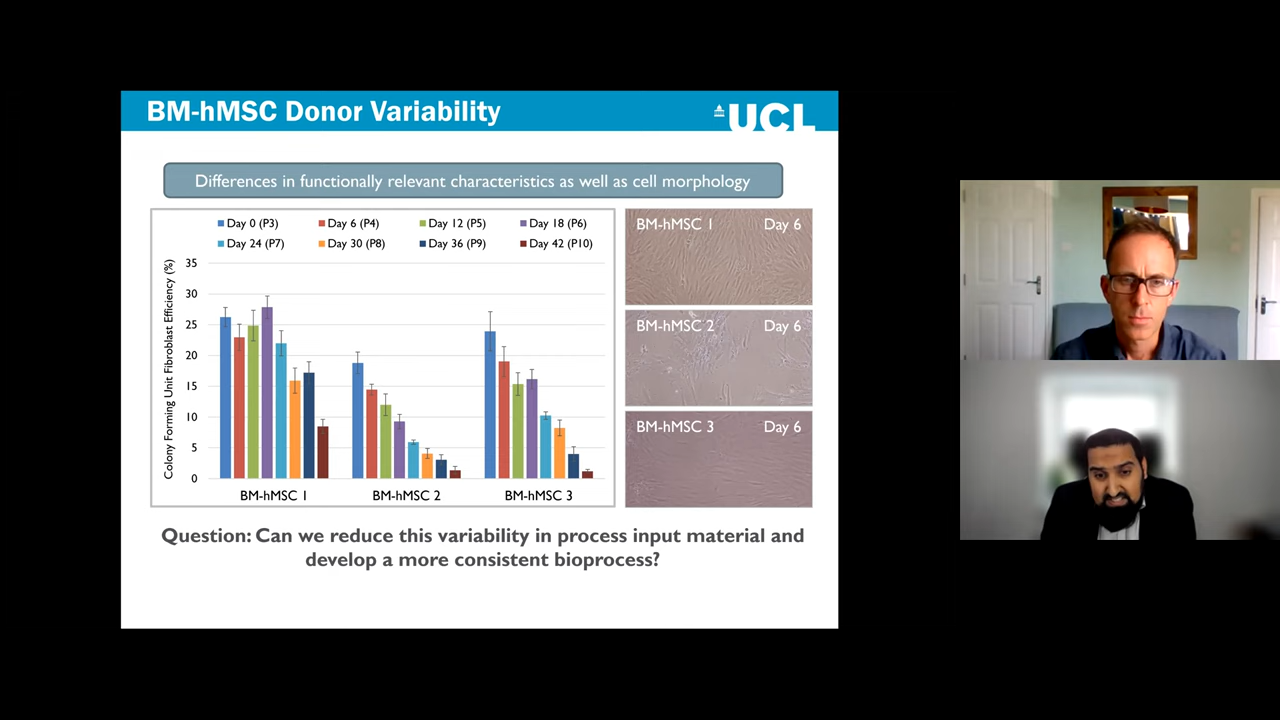 BM-hMSC Donor Variability
UCL
Differences in functionally relevant characteristics as well as cell morphology
Day 0 (P3) Day 6 (P4) Day 12 (P5) Day 18 (P6)
Day 24 (P7) Day 30 (P8) Day 36 (P9) Day 42 (P10)
Colony Forming Unit Fibroblast Efficiency (%)
35
30
25
20
15
10
5
0
BM-hMSC 1 BM-hMSC 2 BM-hMSC 3
BM-hMSC 1 Day 6
BM-hMSC 2 Day 6
BM-hMSC 3 Day 6
Question: Can we reduce this variability in process input material and
develop a more consistent bioprocess?